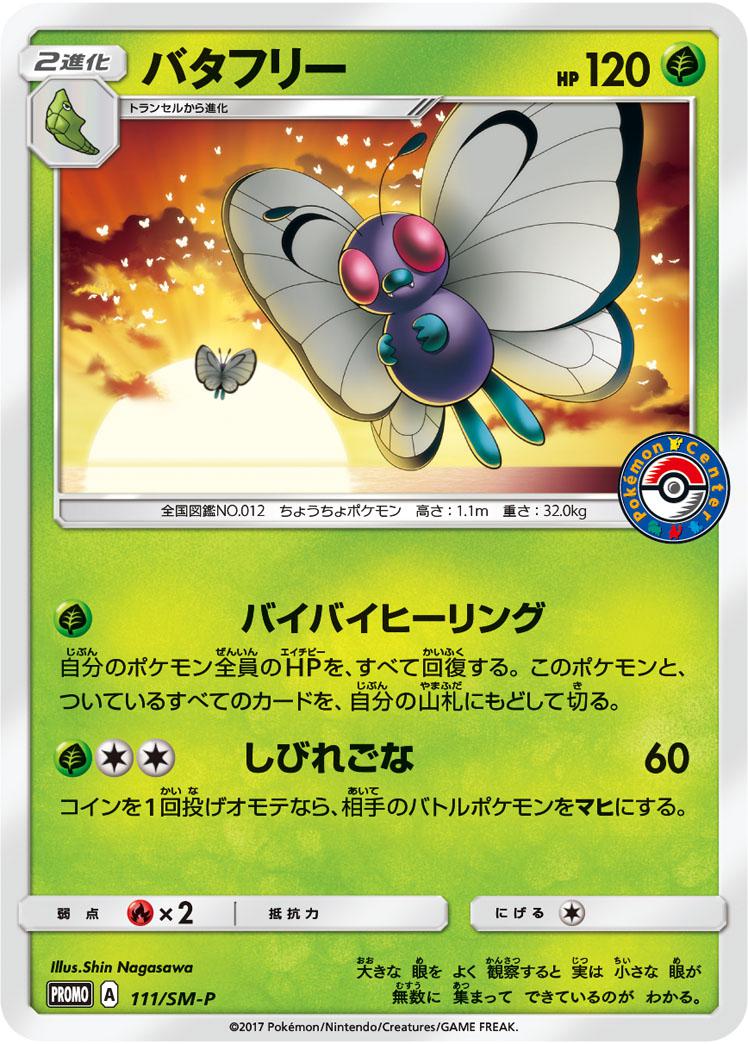 2進化
バタフリー
HP 120
トランセルから進化
Pokémon Center
全国図鑑NO.012 ちょうちょポケモン 高さ:1.1m 重さ:32.0kg
バイバイヒーリング
自分のポケモン全員のHPを、すべて回復する。このポケモンと、
ついているすべてのカードを、自分の山札にもどして切る。
しびれごな 60
コインを1回投げオモテなら、相手のバトルポケモンをマヒにする。
弱点 ×2 抵抗力 にげる
Illus.Shin Nagasawa
PROMO A 111/SM-P
大きな 眼を よく 観察すると 実は 小さな 眼が
無数に 集まって できているのが わかる。
©2017 Pokémon/Nintendo/Creatures/GAME FREAK.